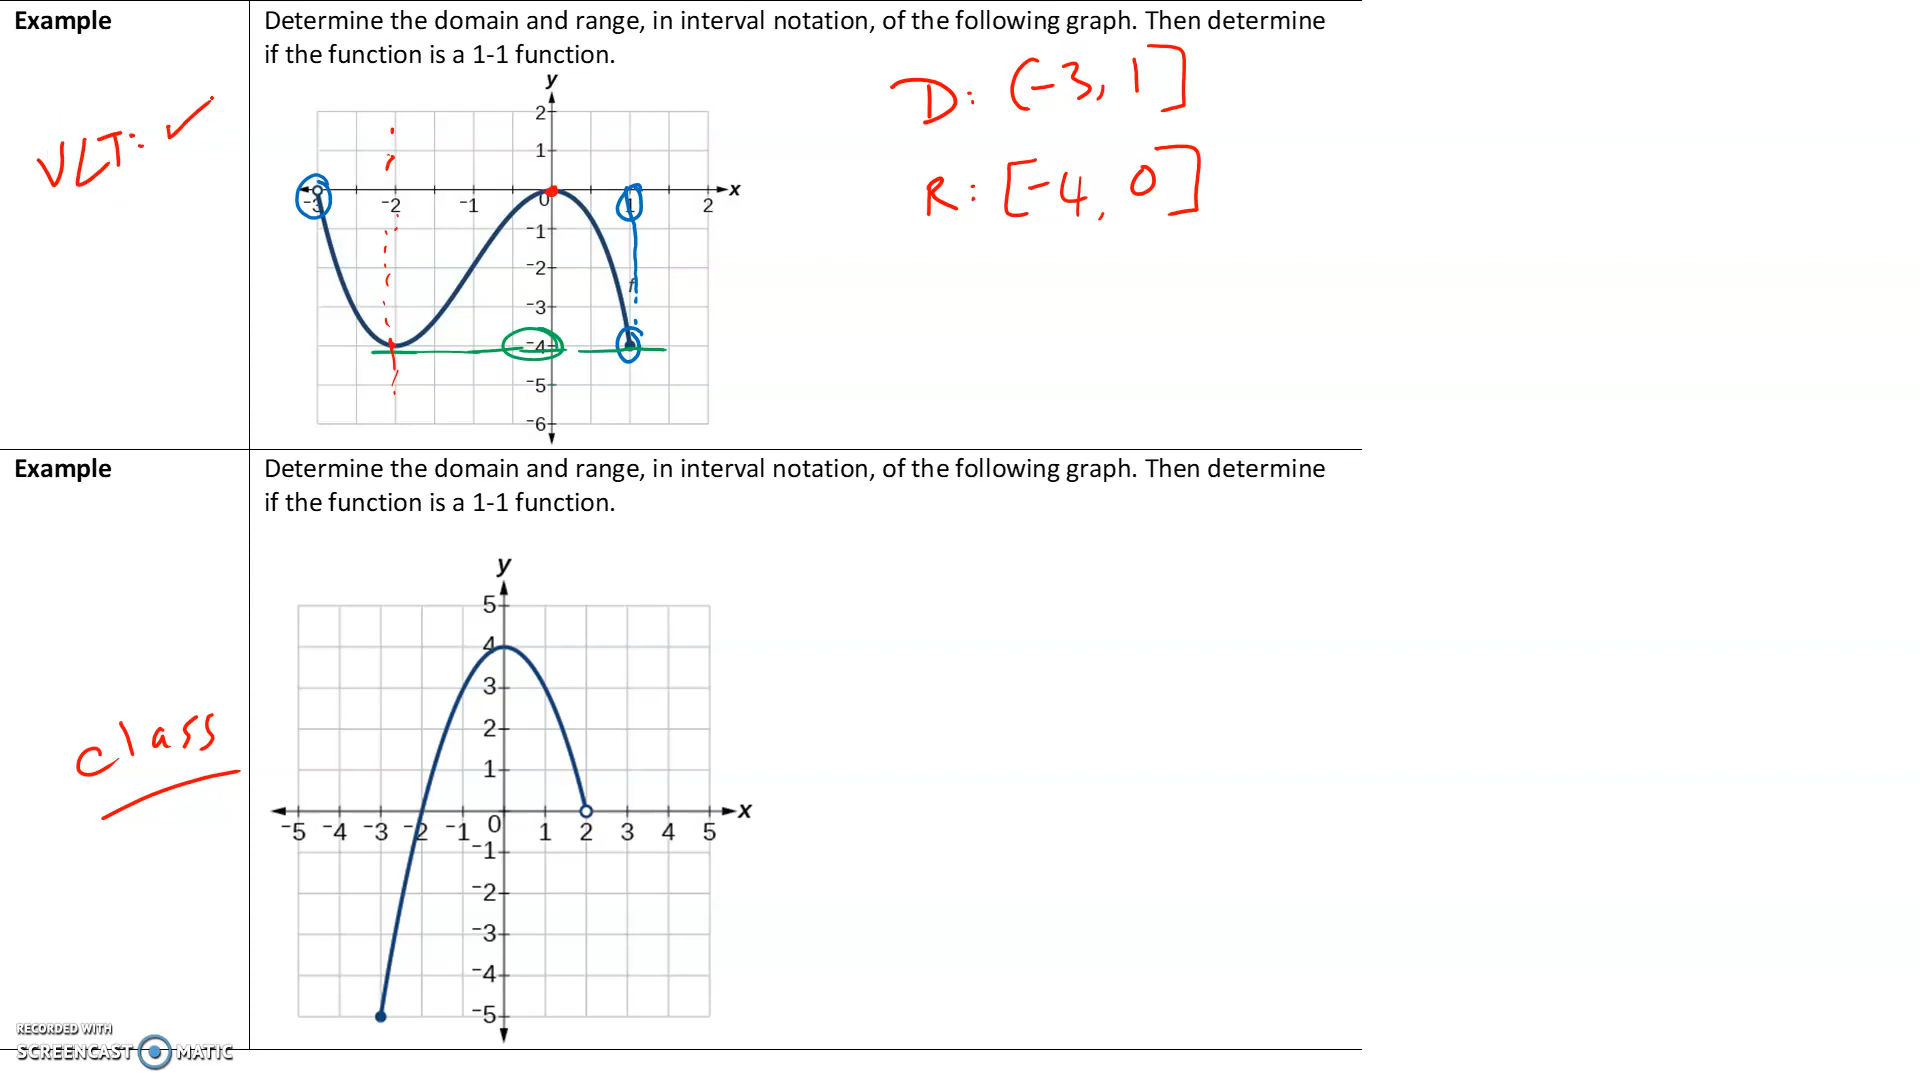 Example
Determine the domain and range, in interval notation, of the following graph. Then determine
if the function is a 1-1 function.
VLT: ✓
D: (-3, 1]
R: [-4, 0]
y
2
1
-3 -2 -1 0 1 2 x
-1
-2
f
-3
-4
-5
-6
Example
Determine the domain and range, in interval notation, of the following graph. Then determine
if the function is a 1-1 function.
class
y
5
4
3
2
1
x
-5 -4 -3 -2 -1 0 1 2 3 4 5
-1
-2
-3
-4
-5
RECORDED WITH
SCREENCAST MATIC